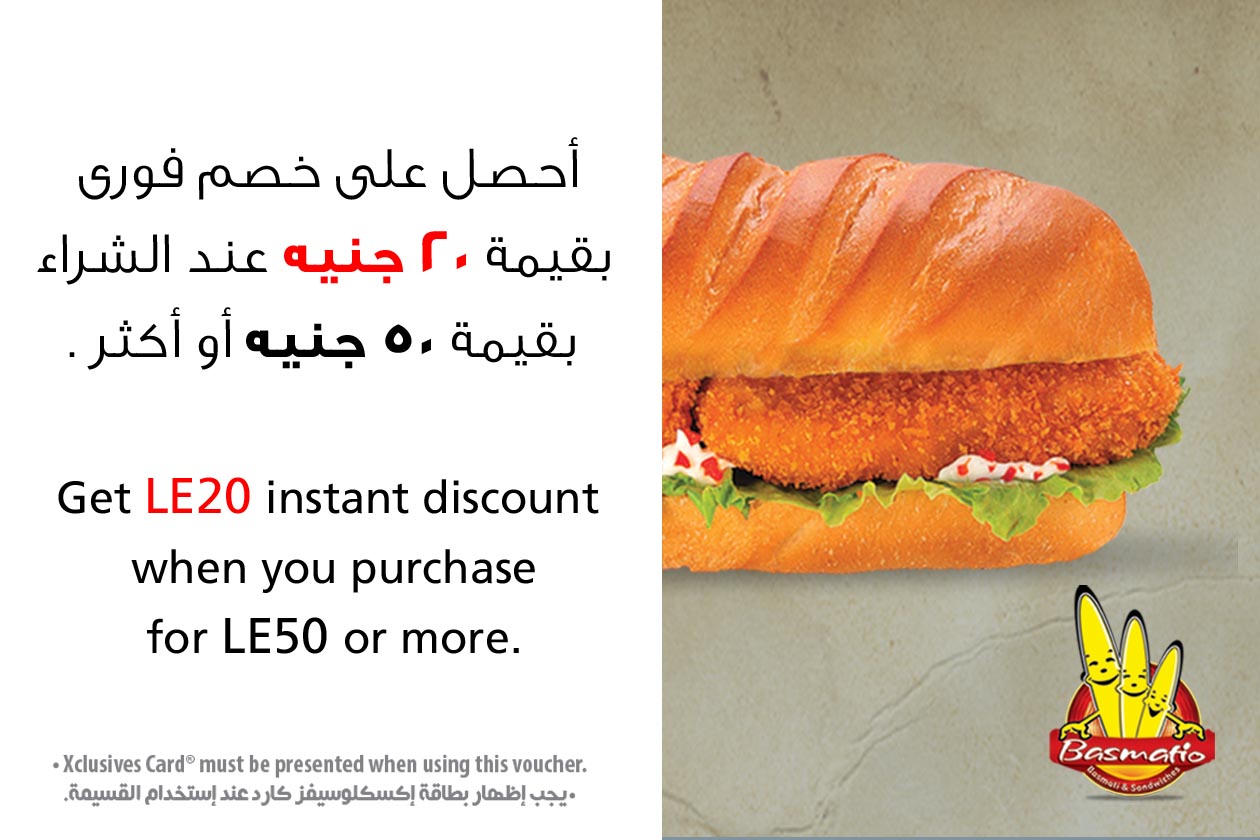 أحصل على خصم فورى
بقيمة ٢٠ جنيه عند الشراء
بقيمة ٥٠ جنيه أو أكثر .
Get LE20 instant discount
when you purchase
for LE50 or more.
• Xclusives Card® must be presented when using this voucher.
•يجب إظهار بطاقة إكسكلوسيفز كارد عند إستخدام القسيمة.
Basmatio
Basmati & Sandwithes